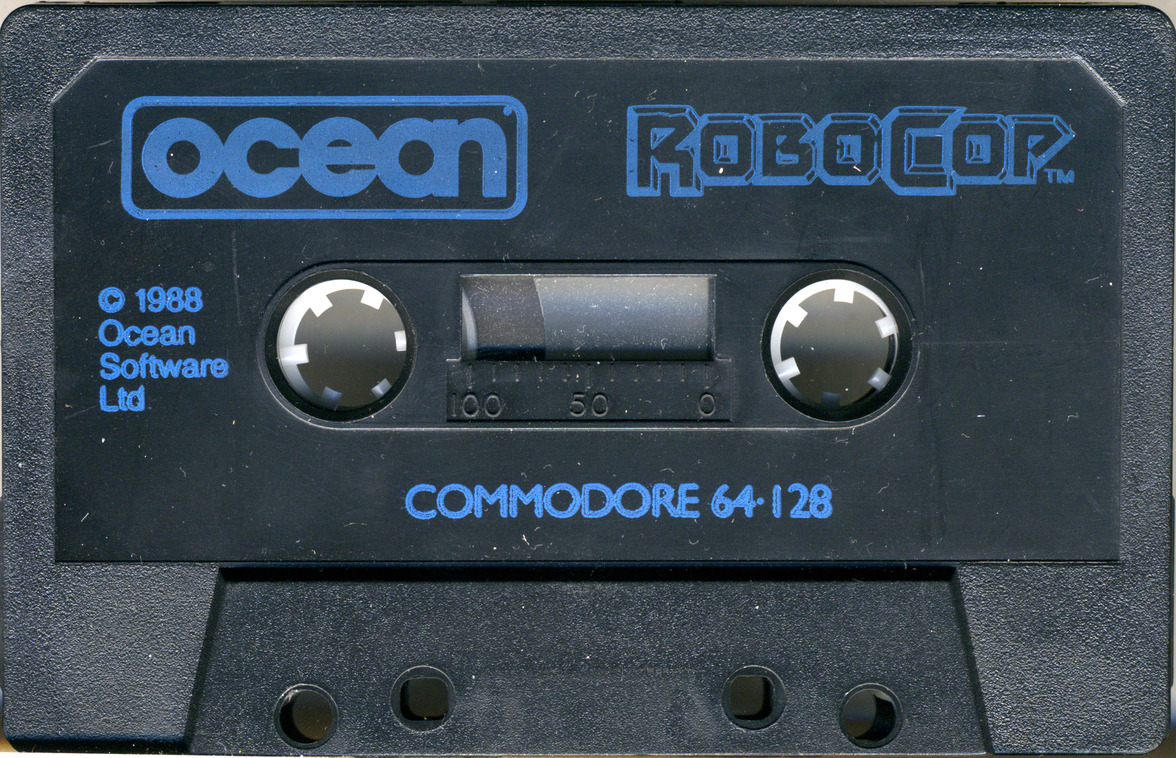 ocean
ROBOCOP™
© 1988
Ocean
Software
Ltd
100 50 0
COMMODORE 64·128